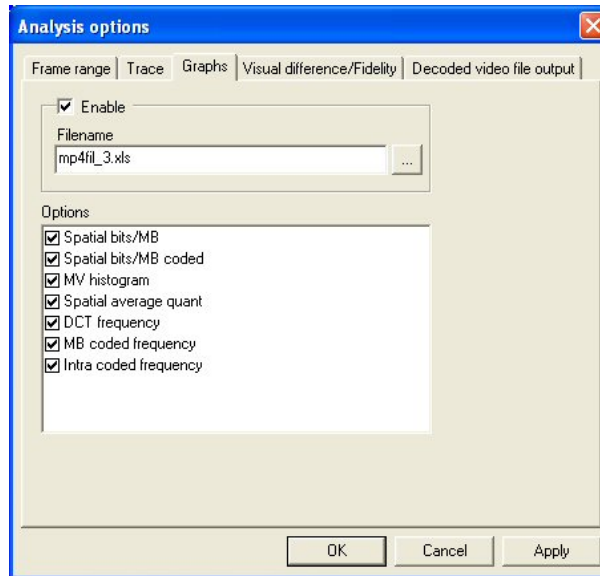 Analysis options
Frame range Trace Graphs Visual difference/Fidelity Decoded video file output
Enable
Filename
mp4fil_3.xls
...
Options
Spatial bits/MB
Spatial bits/MB coded
MV histogram
Spatial average quant
DCT frequency
MB coded frequency
Intra coded frequency
OK Cancel Apply